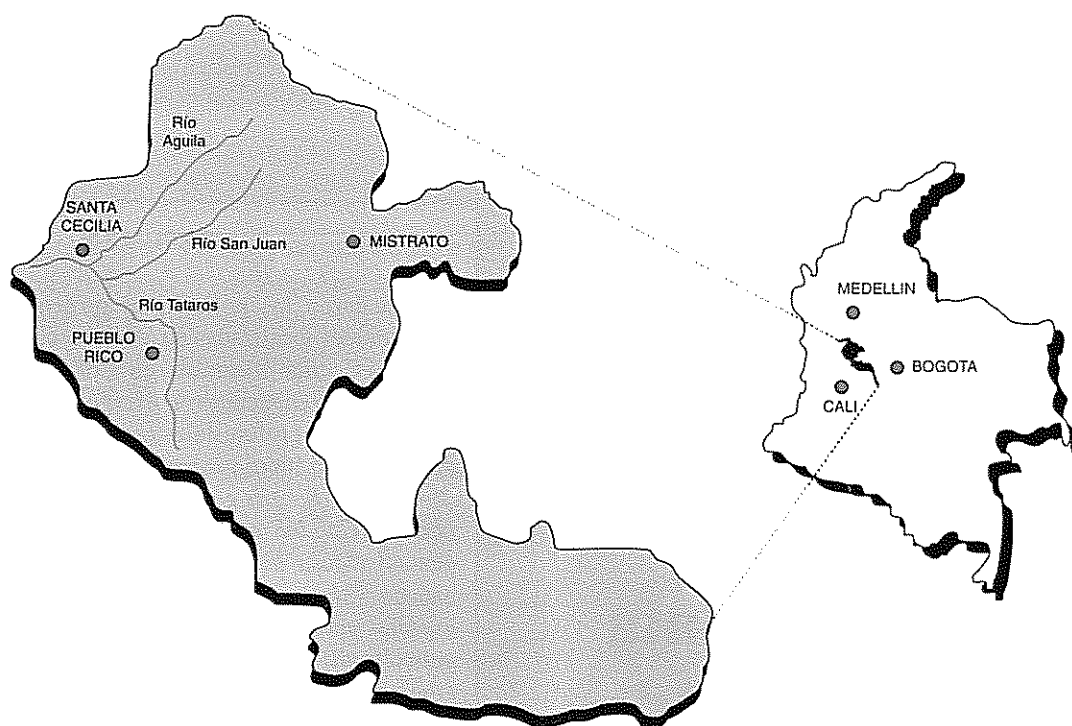 Río
Aguila
SANTA
CECILIA
Río San Juan
MISTRATO
Río Tataros
PUEBLO
RICO
MEDELLIN
BOGOTA
CALI